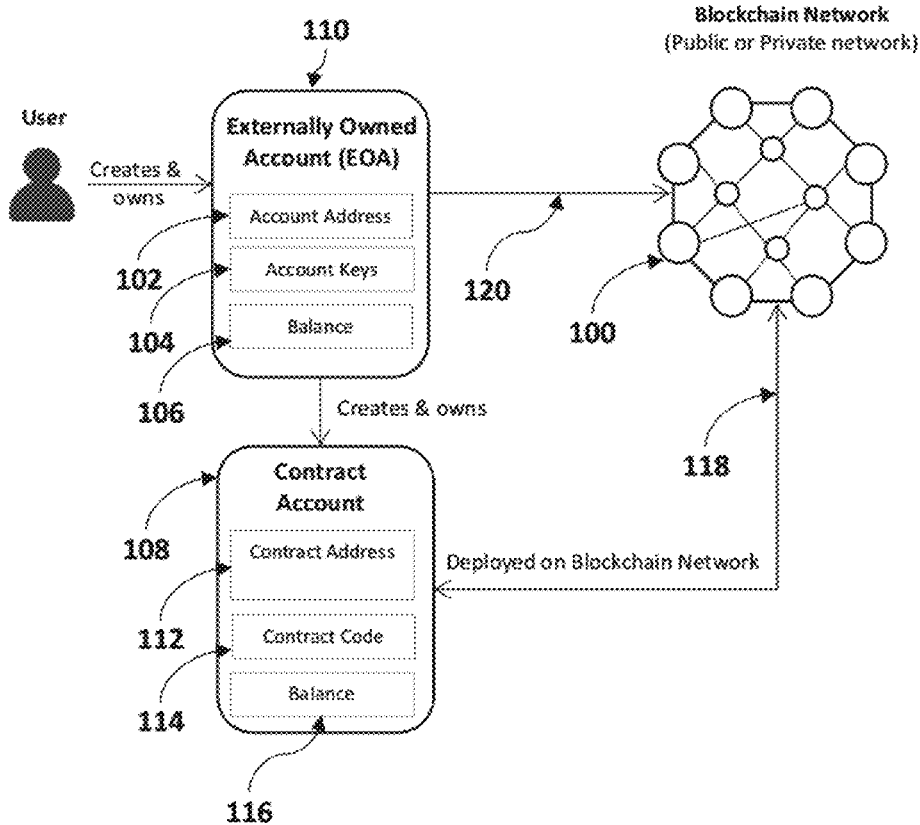 110
Blockchain Network
(Public or Private network)
User
Externally Owned
Account (EOA)
Creates &
owns
Account Address
Account Keys
Balance
102
104
106
120
100
Creates & owns
118
Contract
Account
108
Contract Address
Deployed on Blockchain Network
112
Contract Code
114
Balance
116